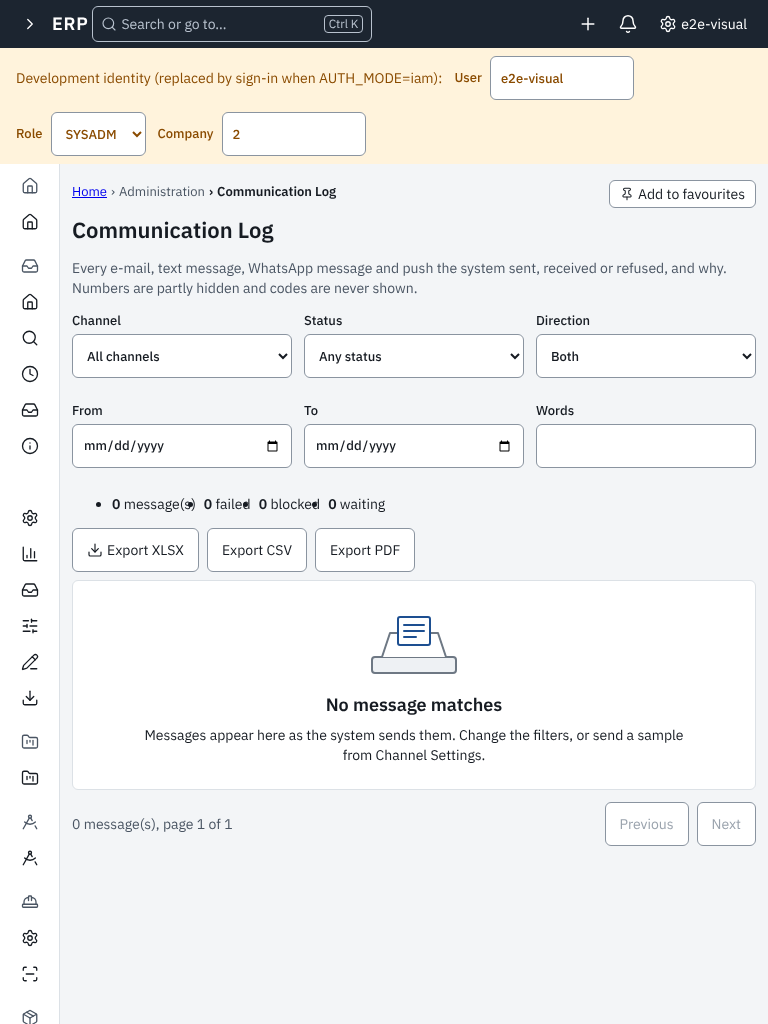 ERP Search or go to... Ctrl K e2e-visual
Development identity (replaced by sign-in when AUTH_MODE=iam): User e2e-visual
Role SYSADM Company 2
Home › Administration › Communication Log Add to favourites
Communication Log
Every e-mail, text message, WhatsApp message and push the system sent, received or refused, and why.
Numbers are partly hidden and codes are never shown.
Channel Status Direction
All channels Any status Both
From To Words
mm/dd/yyyy mm/dd/yyyy
• 0 message(s) • 0 failed • 0 blocked • 0 waiting
Export XLSX Export CSV Export PDF
No message matches
Messages appear here as the system sends them. Change the filters, or send a sample
from Channel Settings.
0 message(s), page 1 of 1 Previous Next